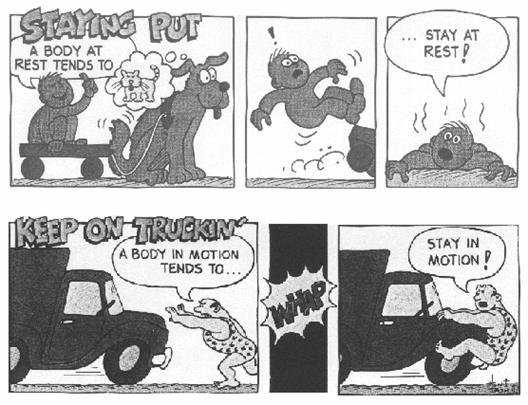 STAYING PUT
A BODY AT
REST TENDS TO
!
... STAY AT
REST!
KEEP ON TRUCKIN'
A BODY IN MOTION
TENDS TO...
WHAP
STAY IN
MOTION!